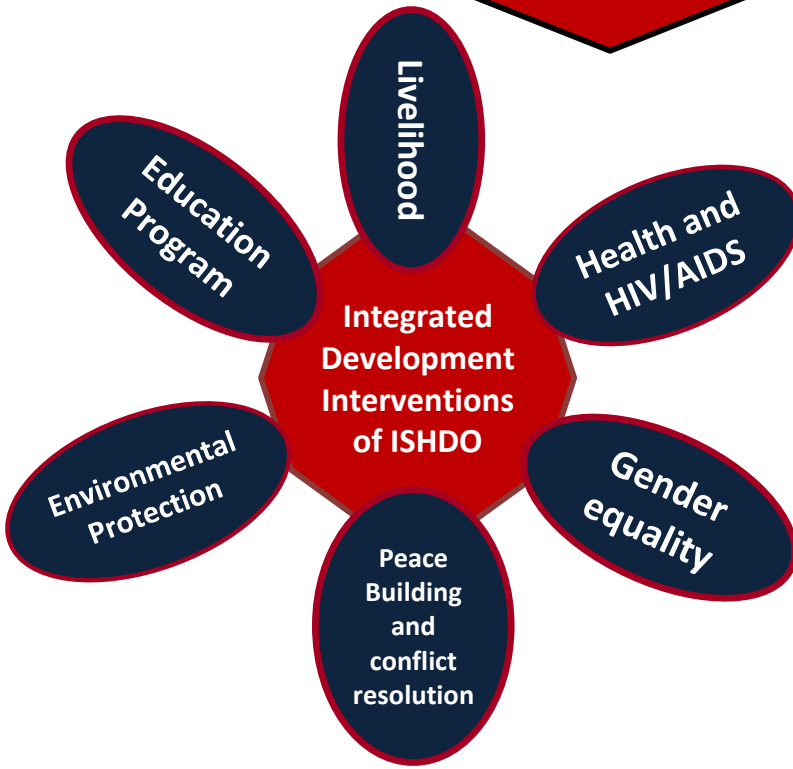 Livelihood
Education
Program
Health and
HIV/AIDS
Integrated
Development
Interventions
of ISHDO
Environmental
Protection
Gender
equality
Peace
Building
and
conflict
resolution